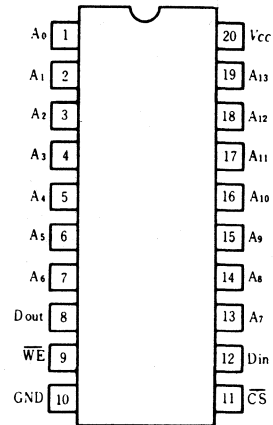 A0 1 20 Vcc
A1 2 19 A13
A2 3 18 A12
A3 4 17 A11
A4 5 16 A10
A5 6 15 A9
A6 7 14 A8
Dout 8 13 A7
W̅E̅ 9 12 Din
GND 10 11 C̅S̅